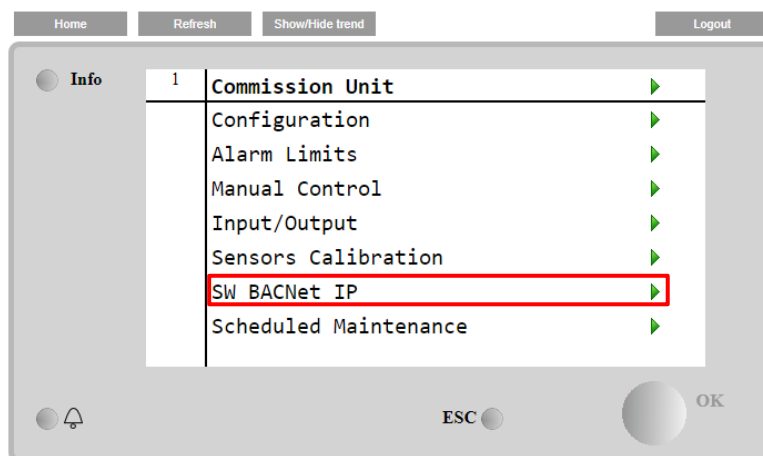 Home Refresh Show/Hide trend Logout
Info
1 Commission Unit
Configuration
Alarm Limits
Manual Control
Input/Output
Sensors Calibration
SW BACNet IP
Scheduled Maintenance
ESC OK